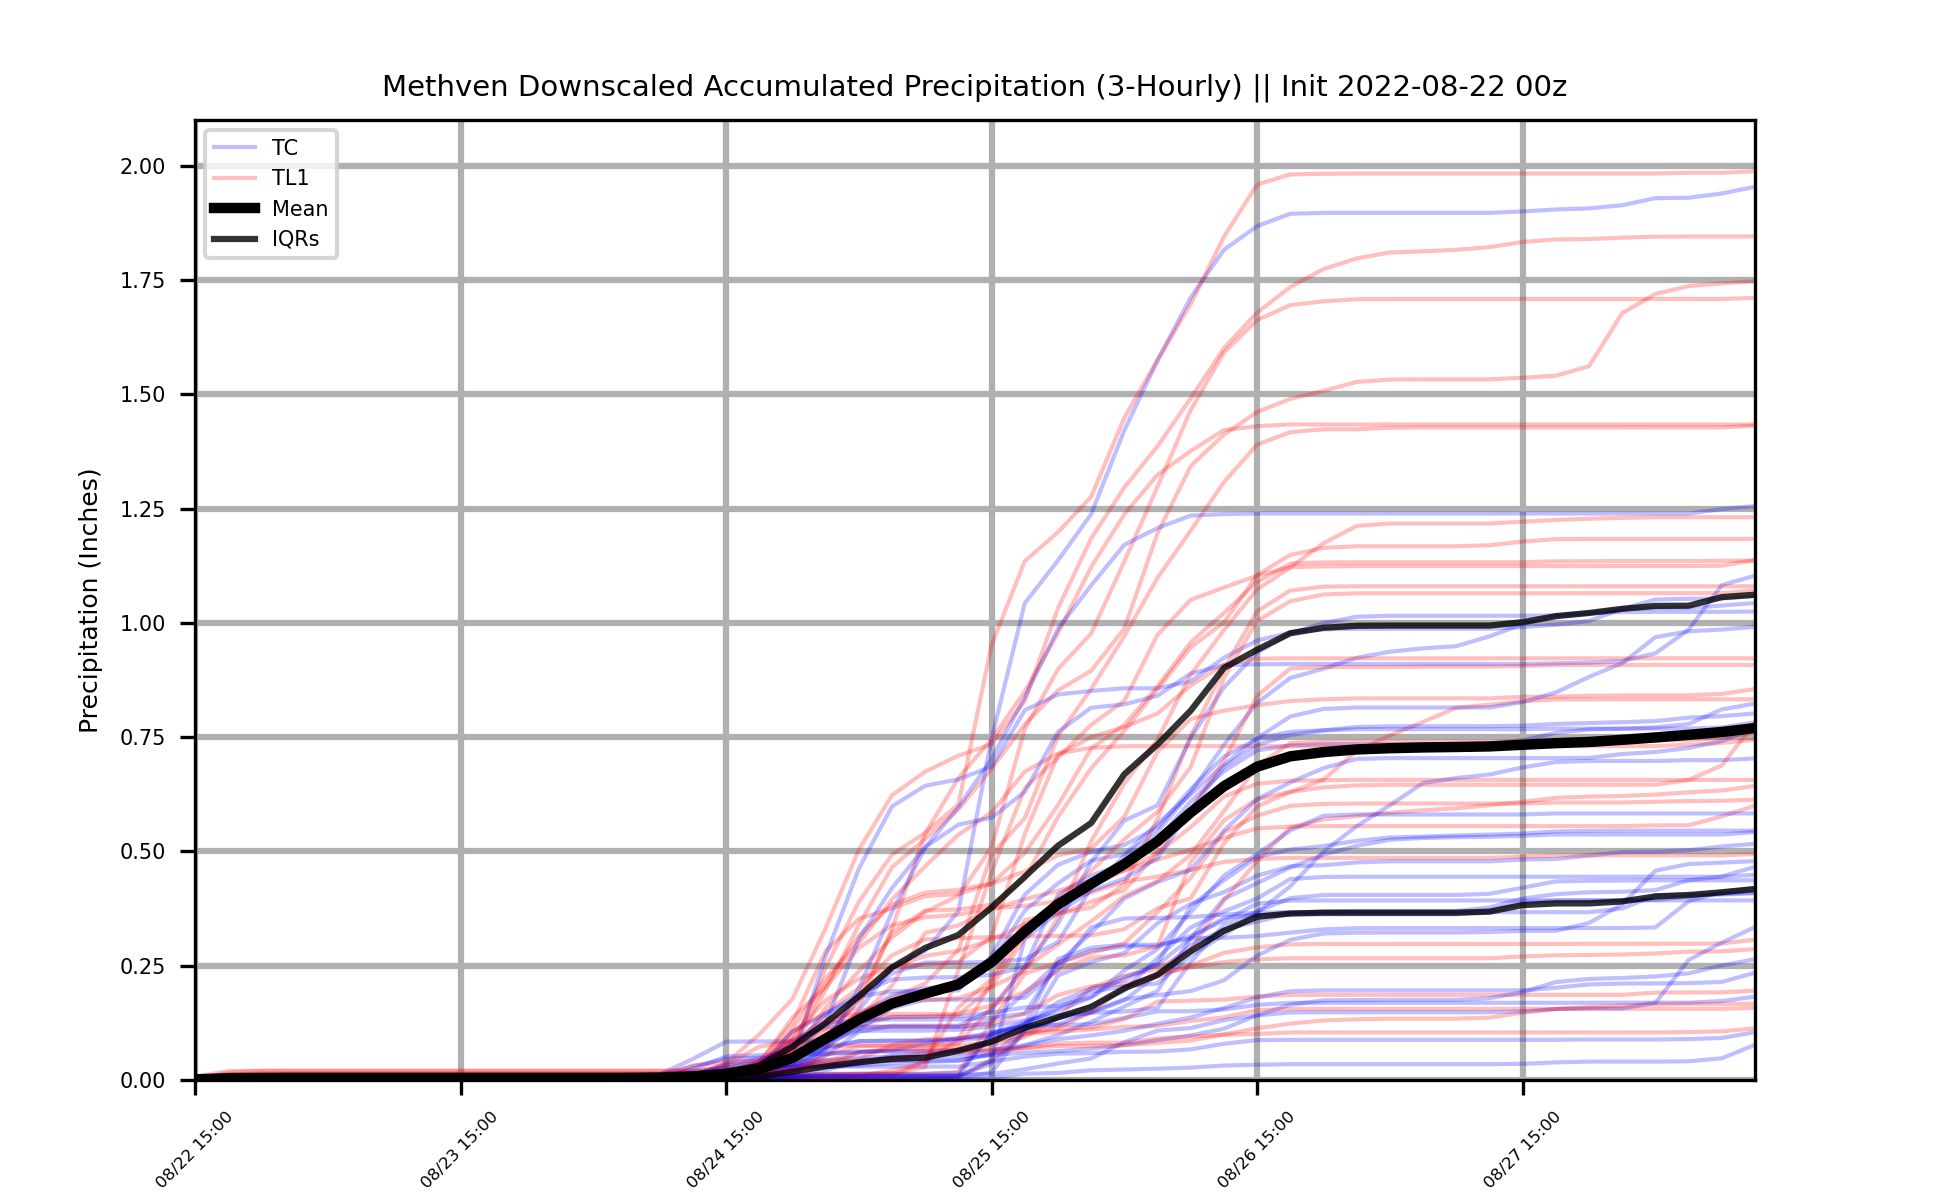 Methven Downscaled Accumulated Precipitation (3-Hourly) || Init 2022-08-22 00z
TC
TL1
Mean
IQRs
Precipitation (Inches)
2.00
1.75
1.50
1.25
1.00
0.75
0.50
0.25
0.00
08/22 15:00
08/23 15:00
08/24 15:00
08/25 15:00
08/26 15:00
08/27 15:00